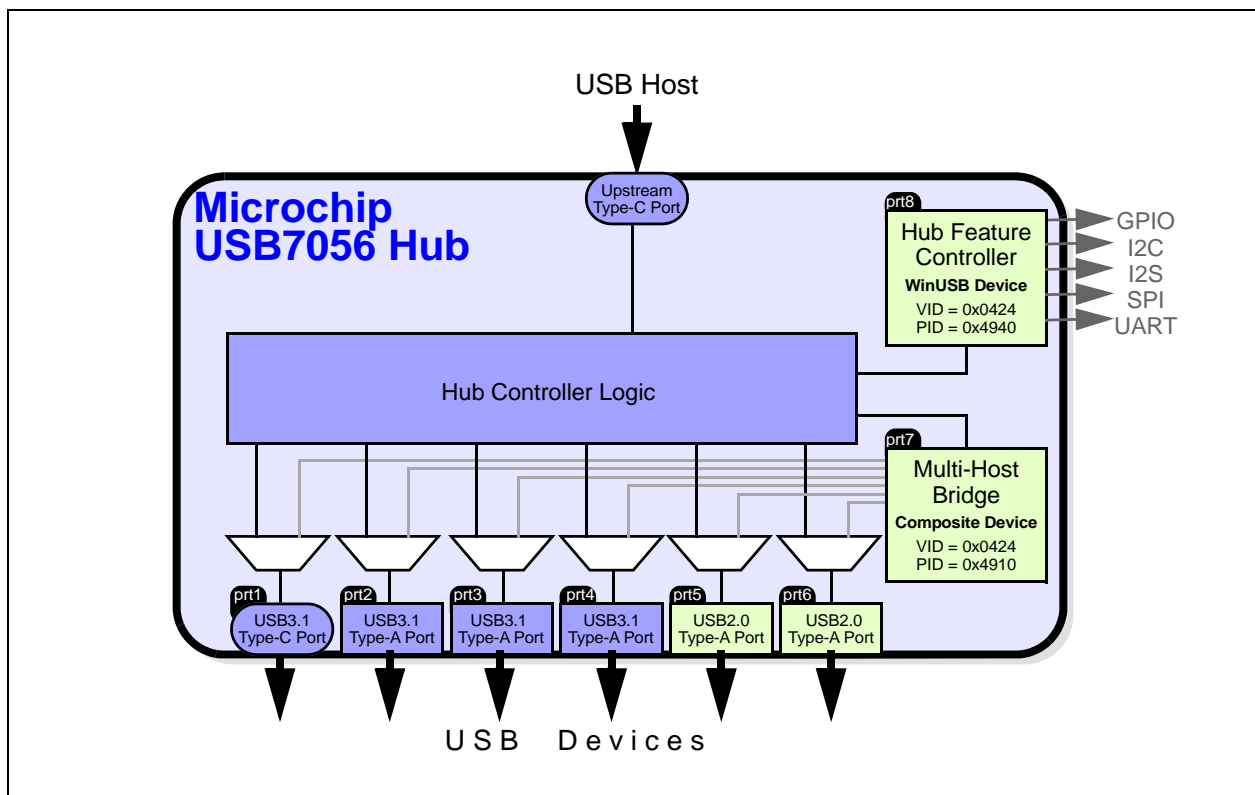 USB Host
Microchip
USB7056 Hub
Upstream
Type-C Port
prt8
Hub Feature
Controller
WinUSB Device
VID = 0x0424
PID = 0x4940
GPIO
I2C
I2S
SPI
UART
Hub Controller Logic
prt7
Multi-Host
Bridge
Composite Device
VID = 0x0424
PID = 0x4910
prt1
USB3.1
Type-C Port
prt2
USB3.1
Type-A Port
prt3
USB3.1
Type-A Port
prt4
USB3.1
Type-A Port
prt5
USB2.0
Type-A Port
prt6
USB2.0
Type-A Port
USB Devices